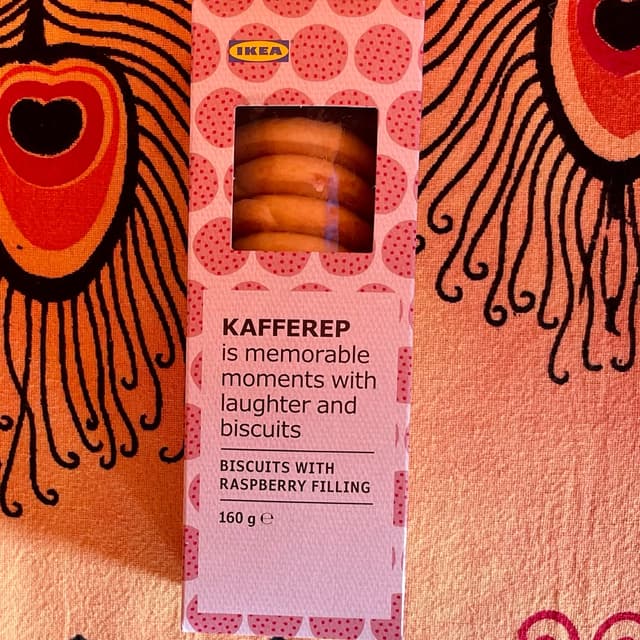 IKEA
KAFFEREP
is memorable
moments with
laughter and
biscuits
BISCUITS WITH
RASPBERRY FILLING
160 g ℮